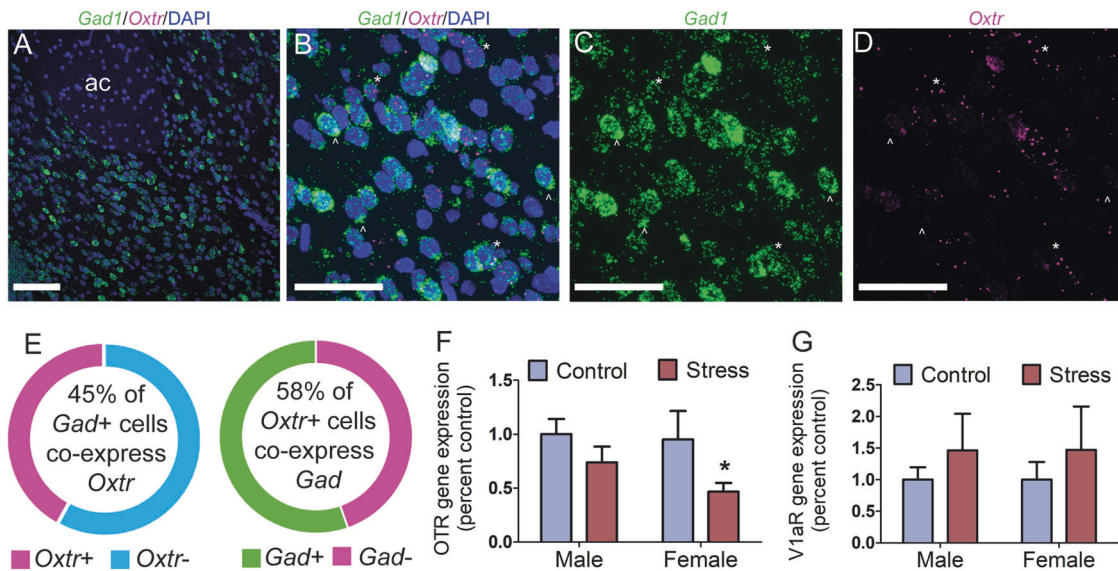 Gad1/Oxtr/DAPI
Gad1/Oxtr/DAPI
Gad1
Oxtr
A
ac
B
*
*
*
^
^
^
C
*
*
*
^
^
^
D
*
*
*
^
^
^
E
45% of
Gad+ cells
co-express
Oxtr
Oxtr+
Oxtr-
58% of
Oxtr+ cells
co-express
Gad
Gad+
Gad-
F
Control
Stress
OTR gene expression
(percent control)
1.5
1.0
0.5
0.0
*
Male
Female
G
Control
Stress
V1aR gene expression
(percent control)
2.5
2.0
1.5
1.0
0.5
0.0
Male
Female